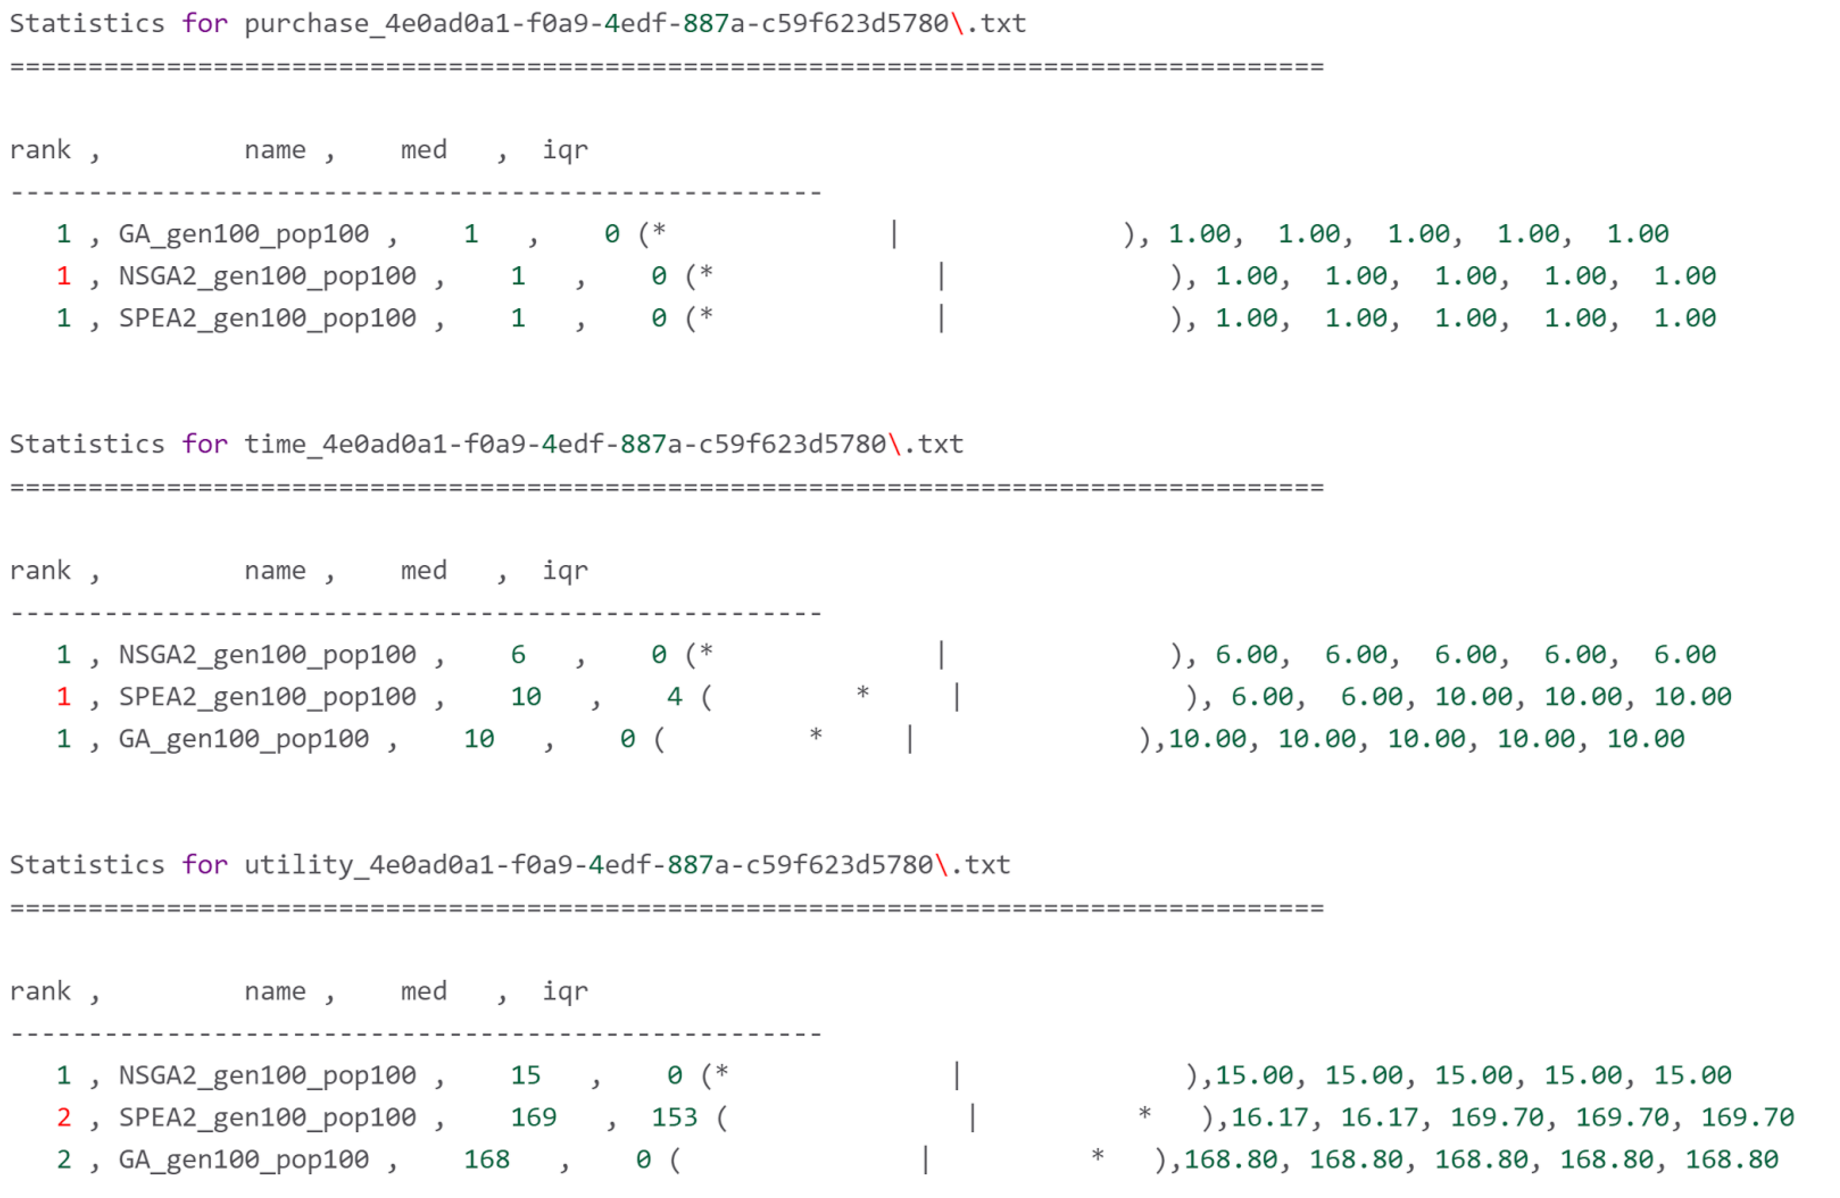 Statistics for purchase_4e0ad0a1-f0a9-4edf-887a-c59f623d5780\.txt
====================================================================================
rank ,         name ,    med   ,  iqr
----------------------------------------------------
   1 , GA_gen100_pop100 ,    1   ,    0 (*              |              ), 1.00,  1.00,  1.00,  1.00,  1.00
   1 , NSGA2_gen100_pop100 ,    1   ,    0 (*              |              ), 1.00,  1.00,  1.00,  1.00,  1.00
   1 , SPEA2_gen100_pop100 ,    1   ,    0 (*              |              ), 1.00,  1.00,  1.00,  1.00,  1.00
Statistics for time_4e0ad0a1-f0a9-4edf-887a-c59f623d5780\.txt
====================================================================================
rank ,         name ,    med   ,  iqr
----------------------------------------------------
   1 , NSGA2_gen100_pop100 ,    6   ,    0 (*              |              ), 6.00,  6.00,  6.00,  6.00,  6.00
   1 , SPEA2_gen100_pop100 ,    10   ,    4 (         *     |              ), 6.00,  6.00, 10.00, 10.00, 10.00
   1 , GA_gen100_pop100 ,    10   ,    0 (         *     |              ),10.00, 10.00, 10.00, 10.00, 10.00
Statistics for utility_4e0ad0a1-f0a9-4edf-887a-c59f623d5780\.txt
====================================================================================
rank ,         name ,    med   ,  iqr
----------------------------------------------------
   1 , NSGA2_gen100_pop100 ,    15   ,    0 (*              |              ),15.00, 15.00, 15.00, 15.00, 15.00
   2 , SPEA2_gen100_pop100 ,    169   ,  153 (               |          *   ),16.17, 16.17, 169.70, 169.70, 169.70
   2 , GA_gen100_pop100 ,    168   ,    0 (               |          *   ),168.80, 168.80, 168.80, 168.80, 168.80